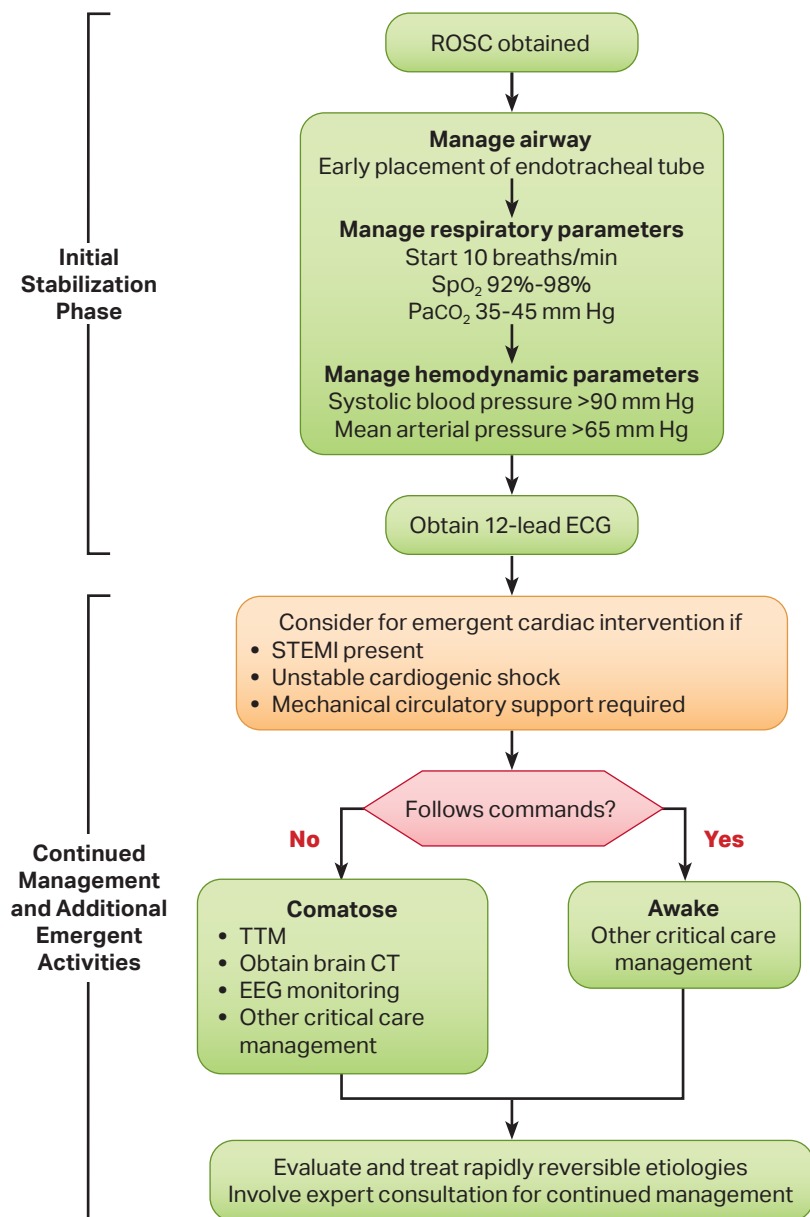 ROSC obtained
Manage airway
Early placement of endotracheal tube
Manage respiratory parameters
Start 10 breaths/min
SpO₂ 92%-98%
PaCO₂ 35-45 mm Hg
Manage hemodynamic parameters
Systolic blood pressure >90 mm Hg
Mean arterial pressure >65 mm Hg
Obtain 12-lead ECG
Initial
Stabilization
Phase
Consider for emergent cardiac intervention if
• STEMI present
• Unstable cardiogenic shock
• Mechanical circulatory support required
Follows commands?
No
Yes
Continued
Management
and Additional
Emergent
Activities
Comatose
• TTM
• Obtain brain CT
• EEG monitoring
• Other critical care
management
Awake
Other critical care
management
Evaluate and treat rapidly reversible etiologies
Involve expert consultation for continued management